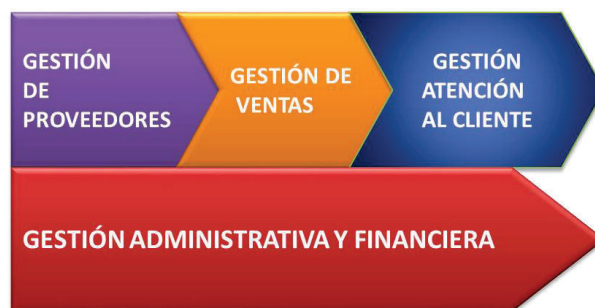 GESTIÓN
DE
PROVEEDORES
GESTIÓN DE
VENTAS
GESTIÓN
ATENCIÓN
AL CLIENTE
GESTIÓN ADMINISTRATIVA Y FINANCIERA